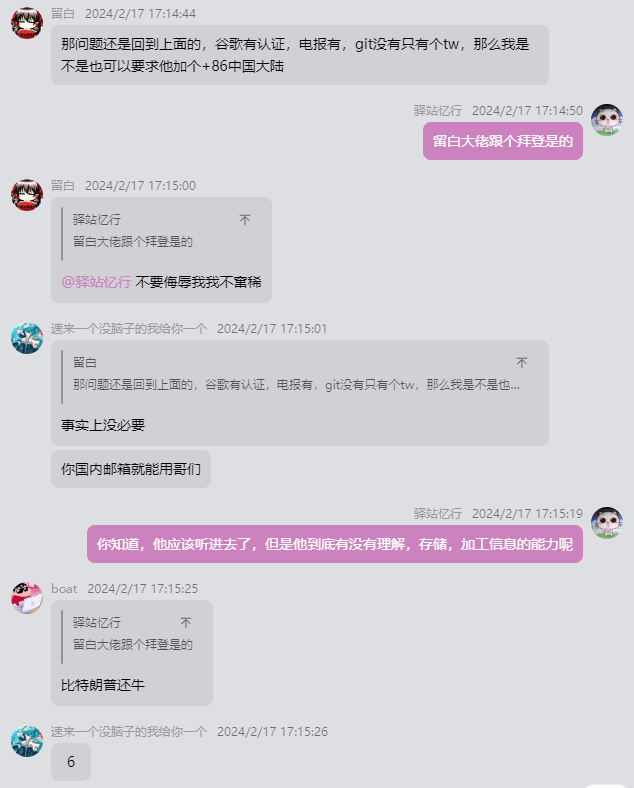 留白 2024/2/17 17:14:44
那问题还是回到上面的，谷歌有认证，电报有，git没有只有个tw，那么我是
不是也可以要求他加个+86中国大陆
驿站忆行 2024/2/17 17:14:50
留白大佬跟个拜登是的
留白 2024/2/17 17:15:00
驿站忆行
留白大佬跟个拜登是的
@驿站忆行 不要侮辱我我不窜稀
速来一个没脑子的我给你一个 2024/2/17 17:15:01
留白
那问题还是回到上面的，谷歌有认证，电报有，git没有只有个tw，那么我是不是也...
事实上没必要
你国内邮箱就能用哥们
驿站忆行 2024/2/17 17:15:19
你知道，他应该听进去了，但是他到底有没有理解，存储，加工信息的能力呢
boat 2024/2/17 17:15:25
驿站忆行
留白大佬跟个拜登是的
比特朗普还牛
速来一个没脑子的我给你一个 2024/2/17 17:15:26
6